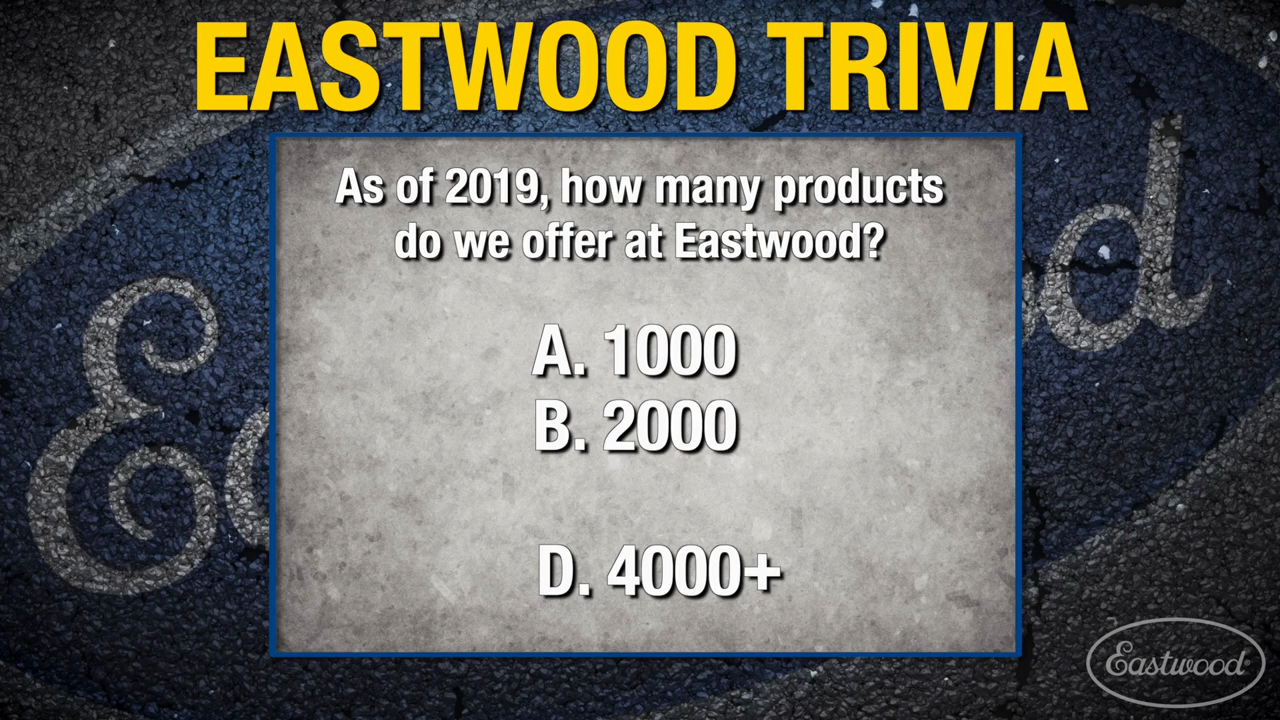 EASTWOOD TRIVIA
As of 2019, how many products
do we offer at Eastwood?
A. 1000
B. 2000
D. 4000+
Eastwood